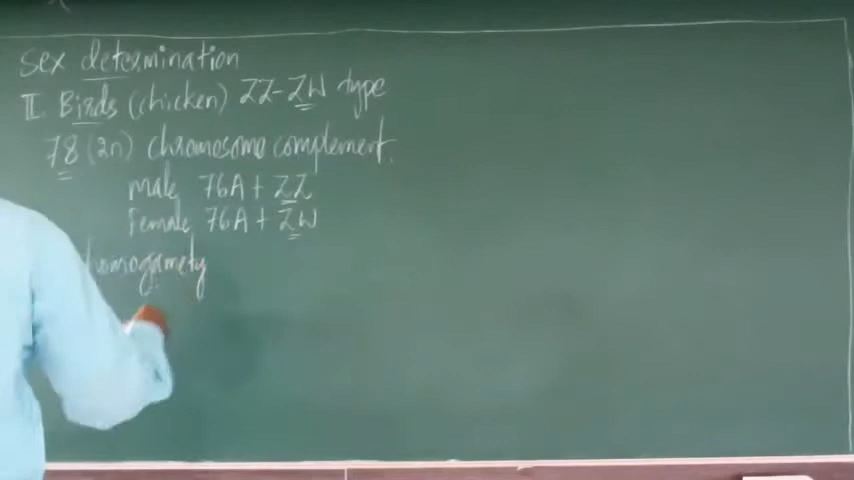 Sex determination
II. Birds (chicken) ZZ-ZW type
78 (2n) chromosome complement.
male 76A + ZZ
Female 76A + ZW
homogamety